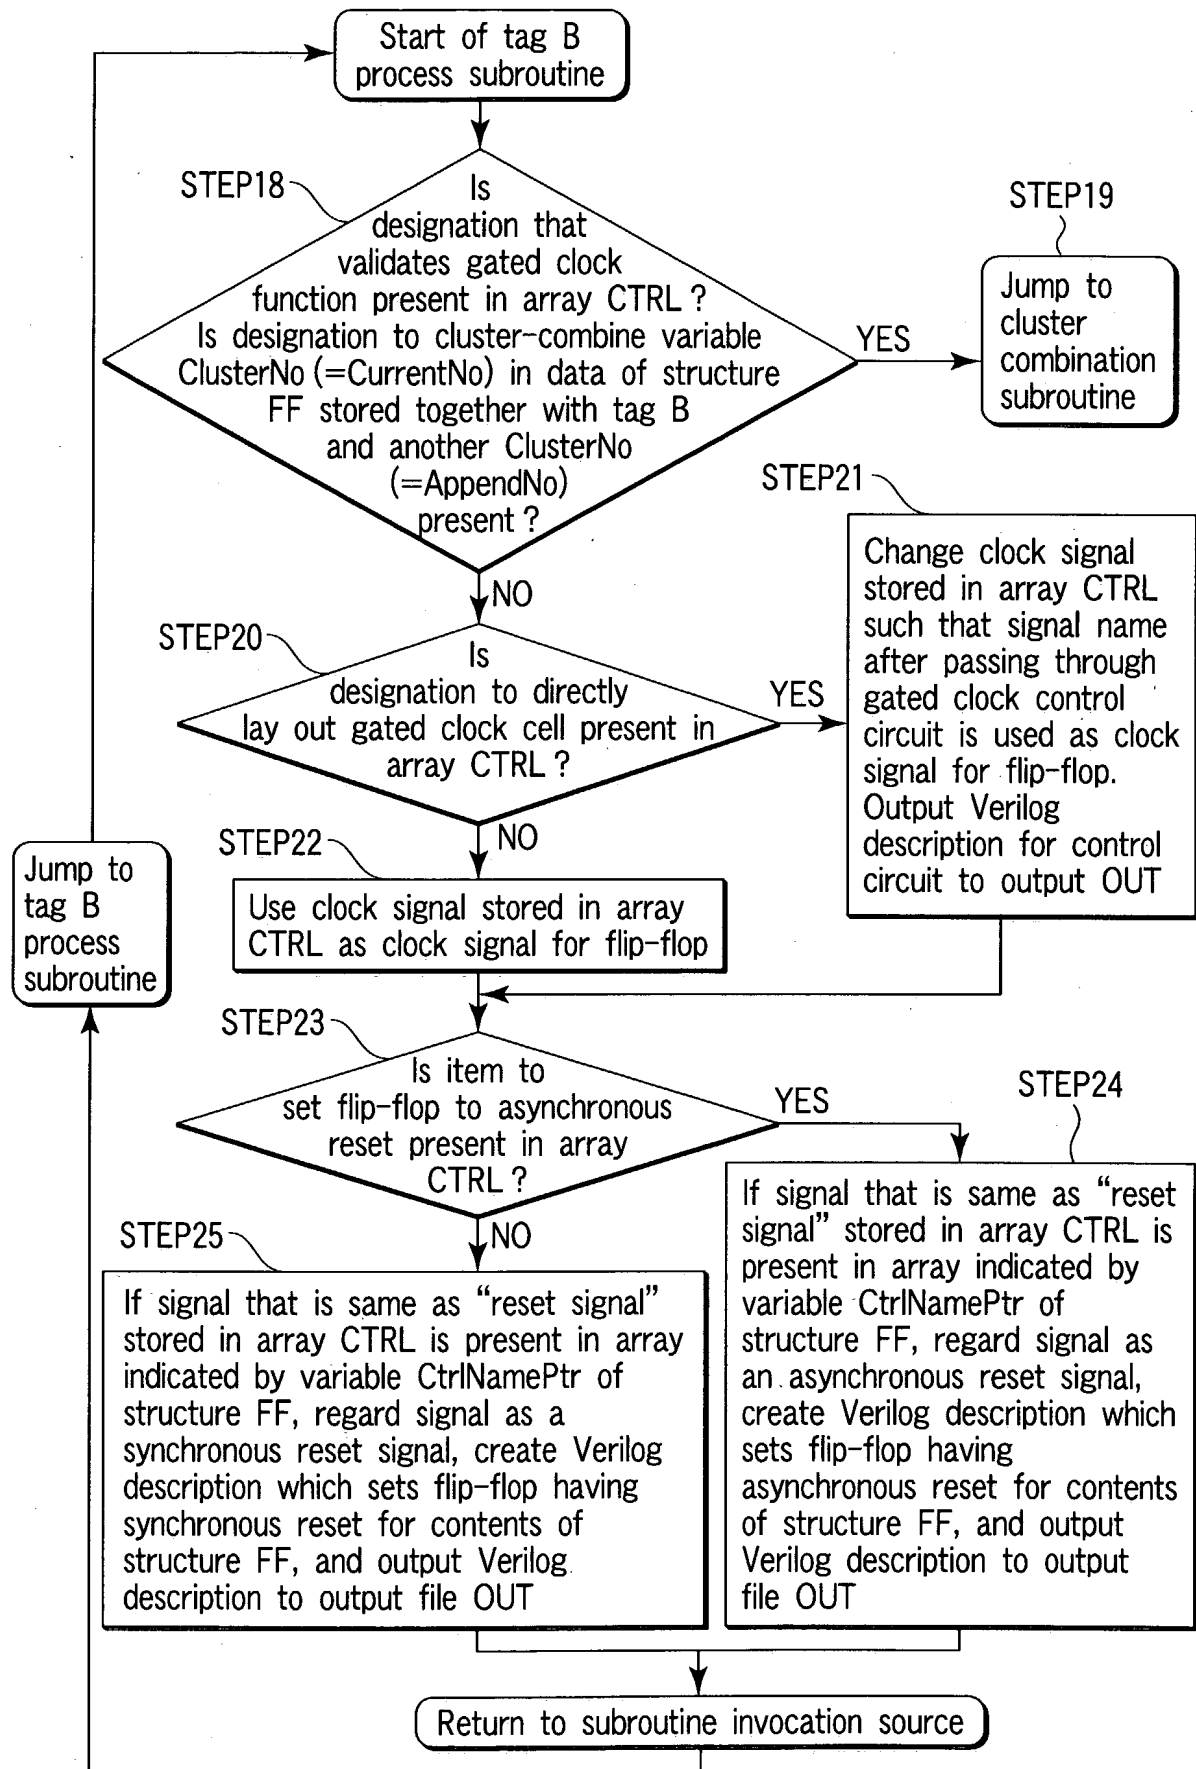 Start of tag B
process subroutine
STEP18
Is
designation that
validates gated clock
function present in array CTRL ?
Is designation to cluster-combine variable
ClusterNo (=CurrentNo) in data of structure
FF stored together with tag B
and another ClusterNo
(=AppendNo)
present ?
YES
STEP19
Jump to
cluster
combination
subroutine
NO
STEP20
Is
designation to directly
lay out gated clock cell present in
array CTRL ?
YES
STEP21
Change clock signal
stored in array CTRL
such that signal name
after passing through
gated clock control
circuit is used as clock
signal for flip-flop.
Output Verilog
description for control
circuit to output OUT
NO
STEP22
Use clock signal stored in array
CTRL as clock signal for flip-flop
Jump to
tag B
process
subroutine
STEP23
Is item to
set flip-flop to asynchronous
reset present in array
CTRL ?
YES
STEP24
If signal that is same as “reset
signal” stored in array CTRL is
present in array indicated by
variable CtrlNamePtr of
structure FF, regard signal as
an asynchronous reset signal,
create Verilog description which
sets flip-flop having
asynchronous reset for contents
of structure FF, and output
Verilog description to output
file OUT
NO
STEP25
If signal that is same as “reset signal”
stored in array CTRL is present in array
indicated by variable CtrlNamePtr of
structure FF, regard signal as a
synchronous reset signal, create Verilog
description which sets flip-flop having
synchronous reset for contents of
structure FF, and output Verilog
description to output file OUT
Return to subroutine invocation source